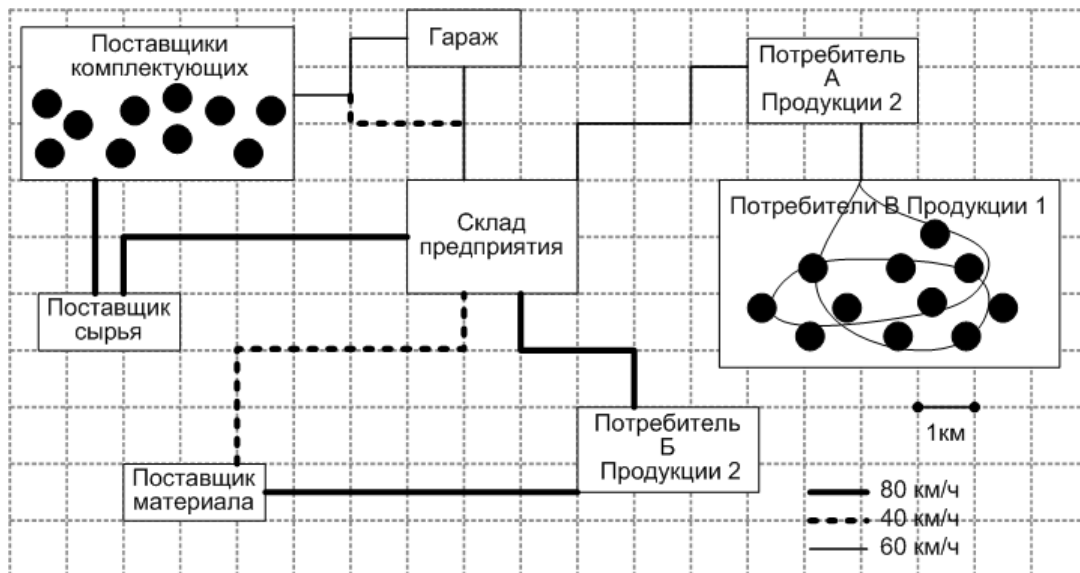 Поставщики
комплектующих
Гараж
Потребитель
А
Продукции 2
Склад
предприятия
Потребители В Продукции 1
Поставщик
сырья
Потребитель
Б
Продукции 2
1км
Поставщик
материала
80 км/ч
40 км/ч
60 км/ч